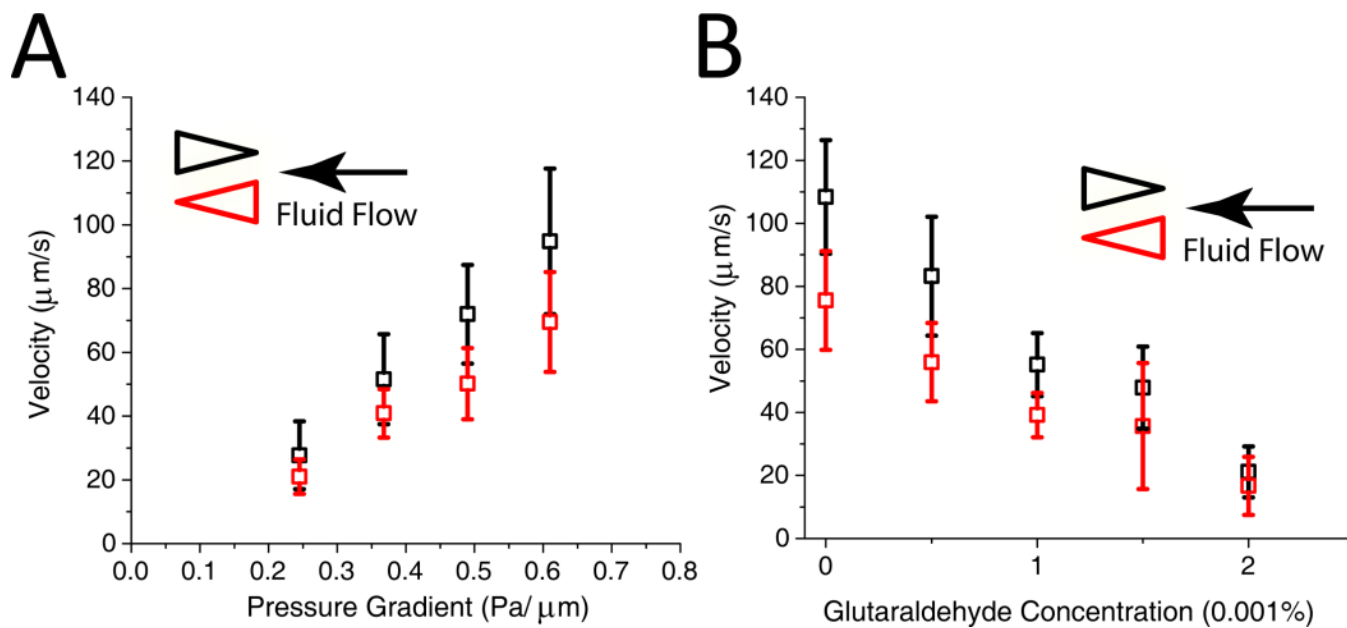 A
140
120
100
80
60
40
20
0
Velocity (μm/s)
Fluid Flow
0.0 0.1 0.2 0.3 0.4 0.5 0.6 0.7 0.8
Pressure Gradient (Pa/μm)
B
140
120
100
80
60
40
20
0
Velocity (μm/s)
Fluid Flow
0 1 2
Glutaraldehyde Concentration (0.001%)